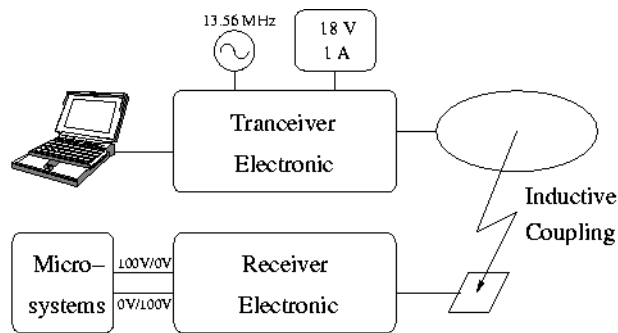 13.56 MHz
18 V
1 A
Tranceiver
Electronic
Inductive
Coupling
Micro–
systems
100V/0V
0V/100V
Receiver
Electronic